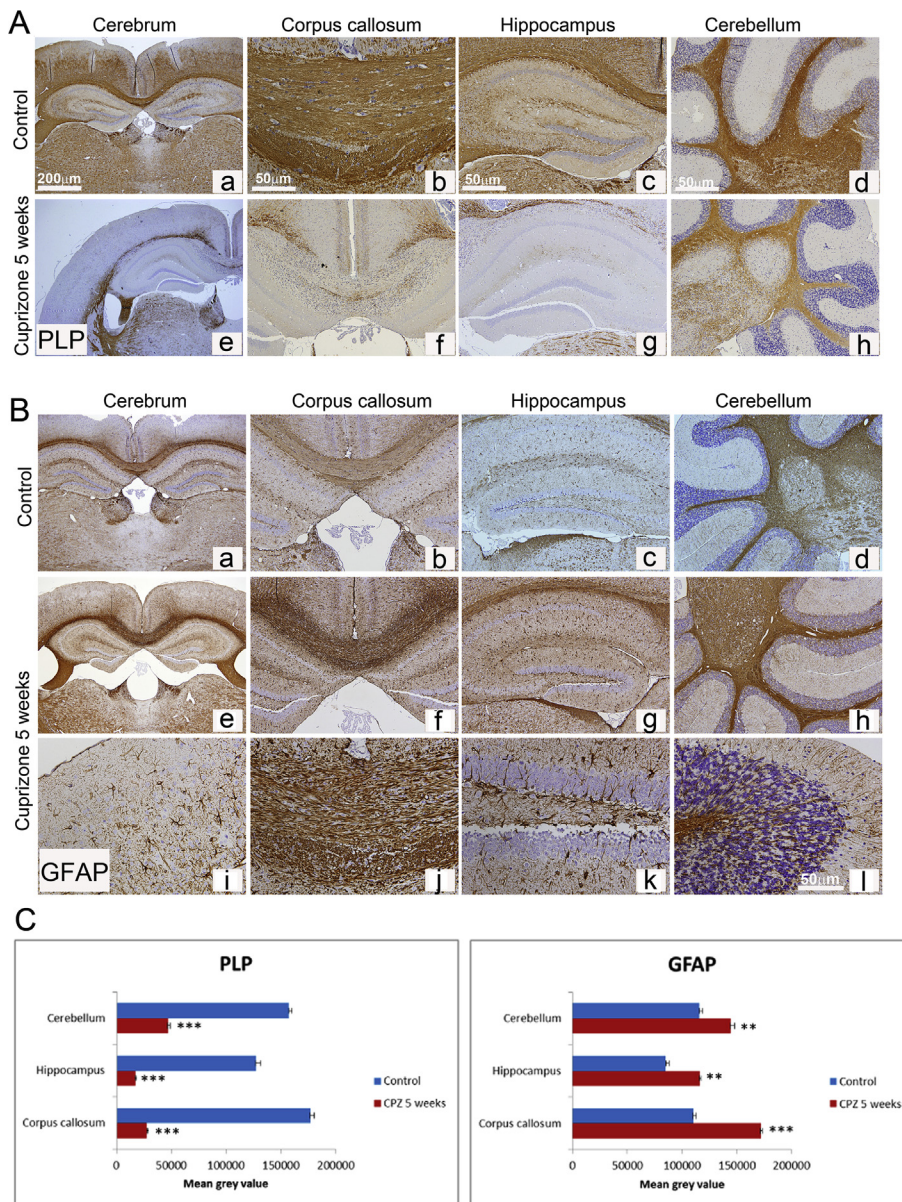 A
Cerebrum Corpus callosum Hippocampus Cerebellum
Control
200µm a
50µm b
50µm c
50µm d
Cuprizone 5 weeks
PLP e
f
g
h
B
Cerebrum Corpus callosum Hippocampus Cerebellum
Control
a
b
c
d
Cuprizone 5 weeks
e
f
g
h
GFAP i
j
k
50µm l
C
PLP
Cerebellum
***
Hippocampus
***
Corpus callosum
***
Control
CPZ 5 weeks
0 50000 100000 150000 200000
Mean grey value
GFAP
Cerebellum
**
Hippocampus
**
Corpus callosum
***
Control
CPZ 5 weeks
0 50000 100000 150000 200000
Mean grey value